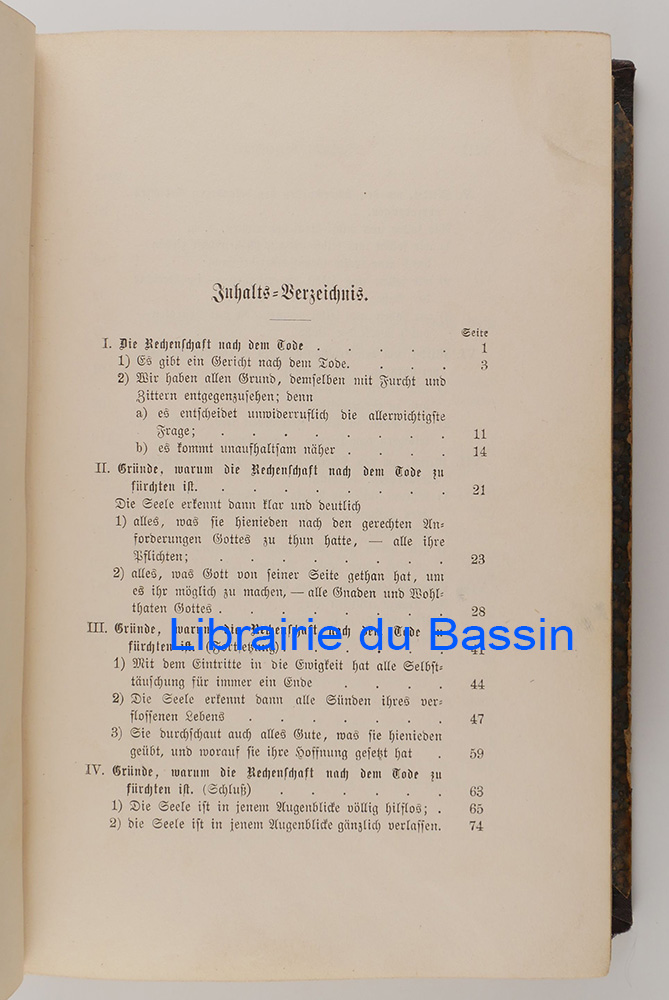 Inhalts-Verzeichnis.
Seite
I. Die Rechenschaft nach dem Tode . . . . . 1
1) Es gibt ein Gericht nach dem Tode. . . . 3
2) Wir haben allen Grund, demselben mit Furcht und
Zittern entgegenzusehen; denn
a) es entscheidet unwiderruflich die allerwichtigste
Frage; . . . . . . . . 11
b) es kommt unaufhaltsam näher . . . . 14
II. Gründe, warum die Rechenschaft nach dem Tode zu
fürchten ist. . . . . . . . . 21
Die Seele erkennt dann klar und deutlich
1) alles, was sie hienieden nach den gerechten An-
forderungen Gottes zu thun hatte, — alle ihre
Pflichten; . . . . . . . . 23
2) alles, was Gott von seiner Seite gethan hat, um
es ihr möglich zu machen, — alle Gnaden und Wohl-
thaten Gottes . . . . . . . 28
III. Gründe, warum die Rechenschaft nach dem Tode zu
Librairie du Bassin
fürchten ist. (Fortsetzung) . . . . . 41
1) Mit dem Eintritte in die Ewigkeit hat alle Selbst-
täuschung für immer ein Ende . . . . 44
2) Die Seele erkennt dann alle Sünden ihres ver-
flossenen Lebens . . . . . . . 47
3) Sie durchschaut auch alles Gute, was sie hienieden
geübt, und worauf sie ihre Hoffnung gesetzt hat . 59
IV. Gründe, warum die Rechenschaft nach dem Tode zu
fürchten ist. (Schluß) . . . . . . 63
1) Die Seele ist in jenem Augenblicke völlig hilflos; . 65
2) die Seele ist in jenem Augenblicke gänzlich verlassen. 74